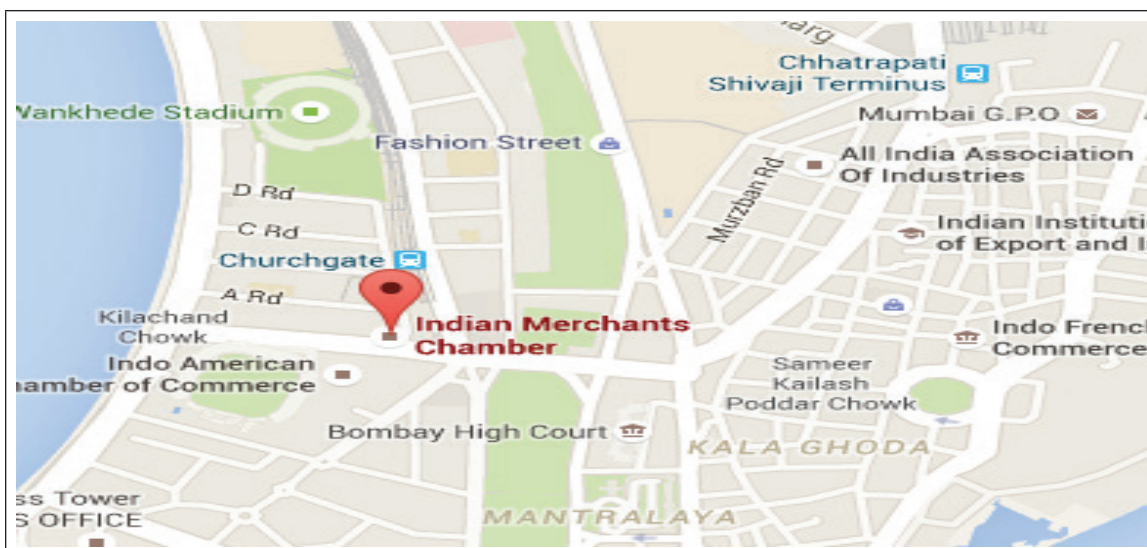 arg
Chhatrapati
Shivaji Terminus
Wankhede Stadium
Mumbai G.P.O
Fashion Street
All India Association
Of Industries
Murzban Rd
D Rd
C Rd
Indian Instituti
of Export and I
Churchgate
A Rd
Kilachand
Chowk
Indian Merchants
Chamber
Indo French
Commerce
Indo American
hamber of Commerce
Sameer
Kailash
Poddar Chowk
Bombay High Court
KALA GHODA
ss Tower
S OFFICE
MANTRALAYA